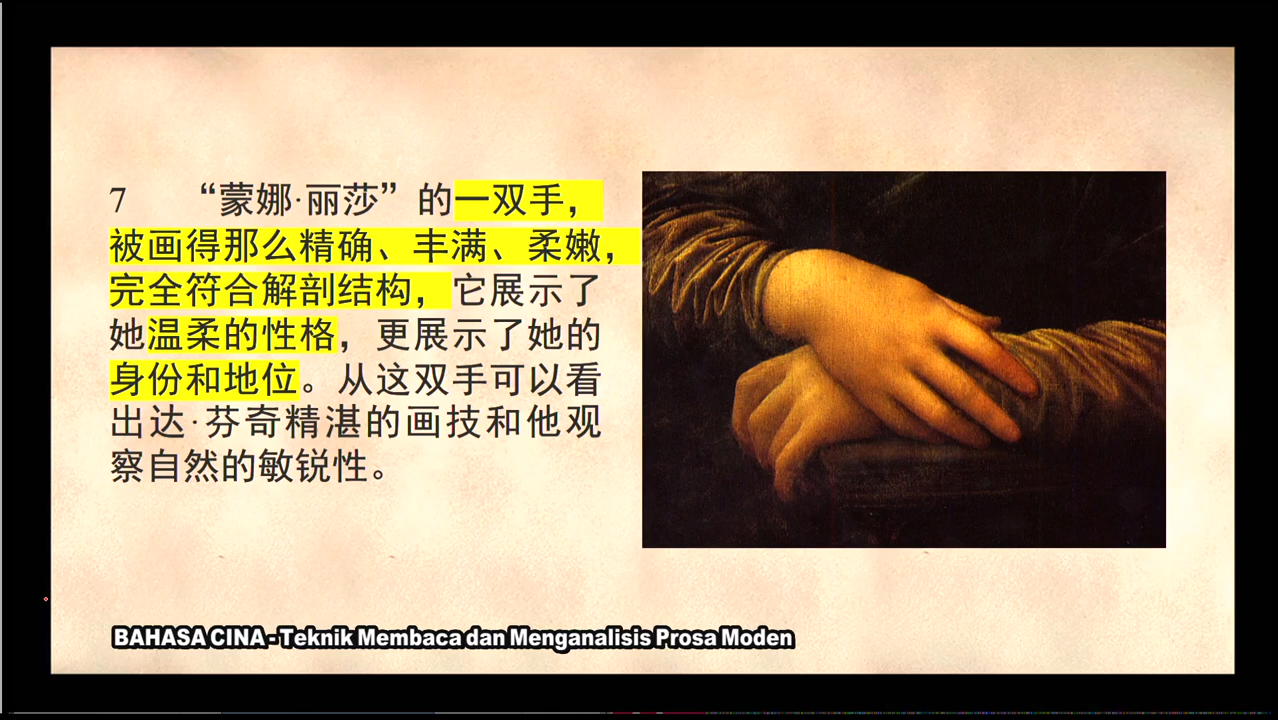 7 “蒙娜·丽莎”的一双手，
被画得那么精确、丰满、柔嫩，
完全符合解剖结构，它展示了
她温柔的性格，更展示了她的
身份和地位。从这双手可以看
出达·芬奇精湛的画技和他观
察自然的敏锐性。
BAHASA CINA - Teknik Membaca dan Menganalisis Prosa Moden